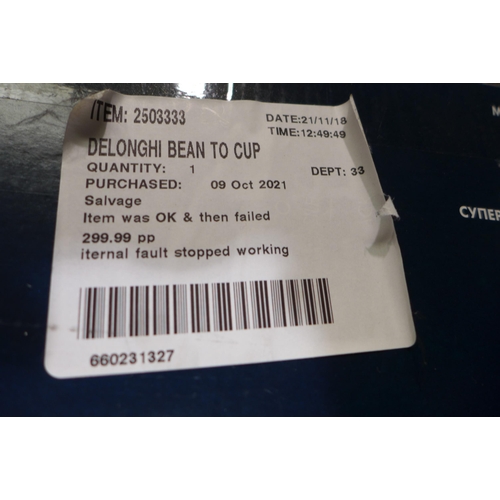 ITEM: 2503333
DATE:21/11/18
TIME:12:49:49
DELONGHI BEAN TO CUP
QUANTITY: 1
DEPT: 33
PURCHASED: 09 Oct 2021
Salvage
Item was OK & then failed
299.99 pp
iternal fault stopped working
660231327